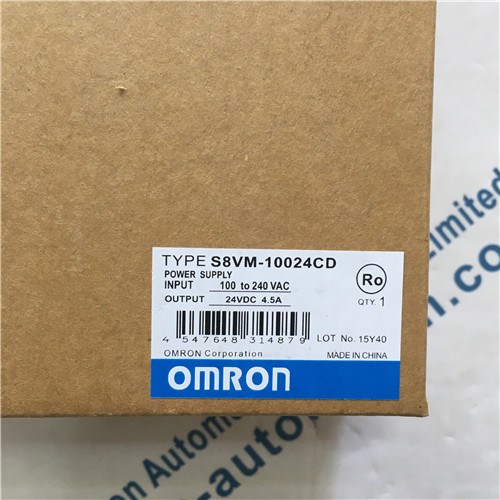 TYPE S8VM-10024CD
POWER SUPPLY
INPUT 100 to 240 VAC
OUTPUT 24VDC 4.5A
Ro
QTY. 1
4 547648 314879
LOT No. 15Y40
OMRON Corporation
MADE IN CHINA
OMRON